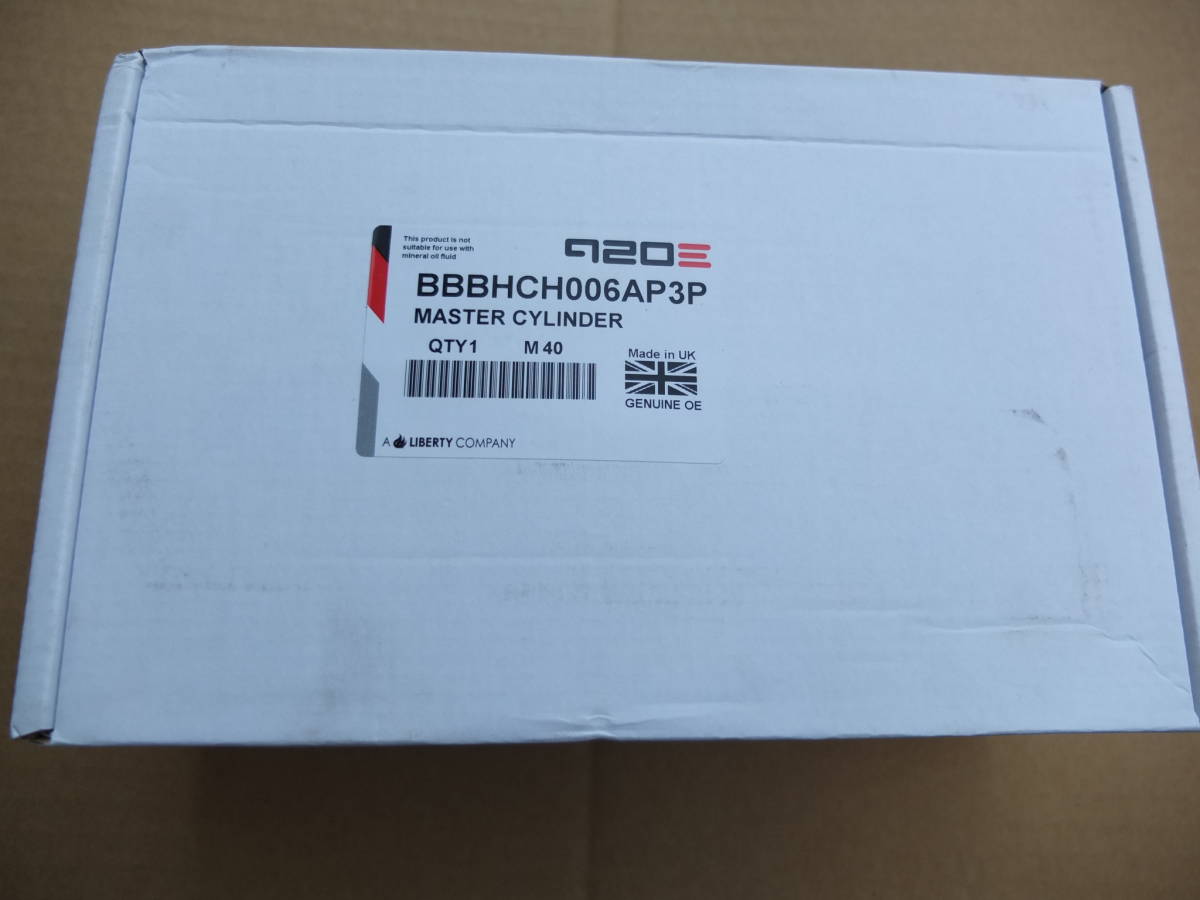 This product is not
suitable for use with
mineral oil fluid
920E
BBBHCH006AP3P
MASTER CYLINDER
QTY1 M 40
Made in UK
GENUINE OE
A LIBERTY COMPANY